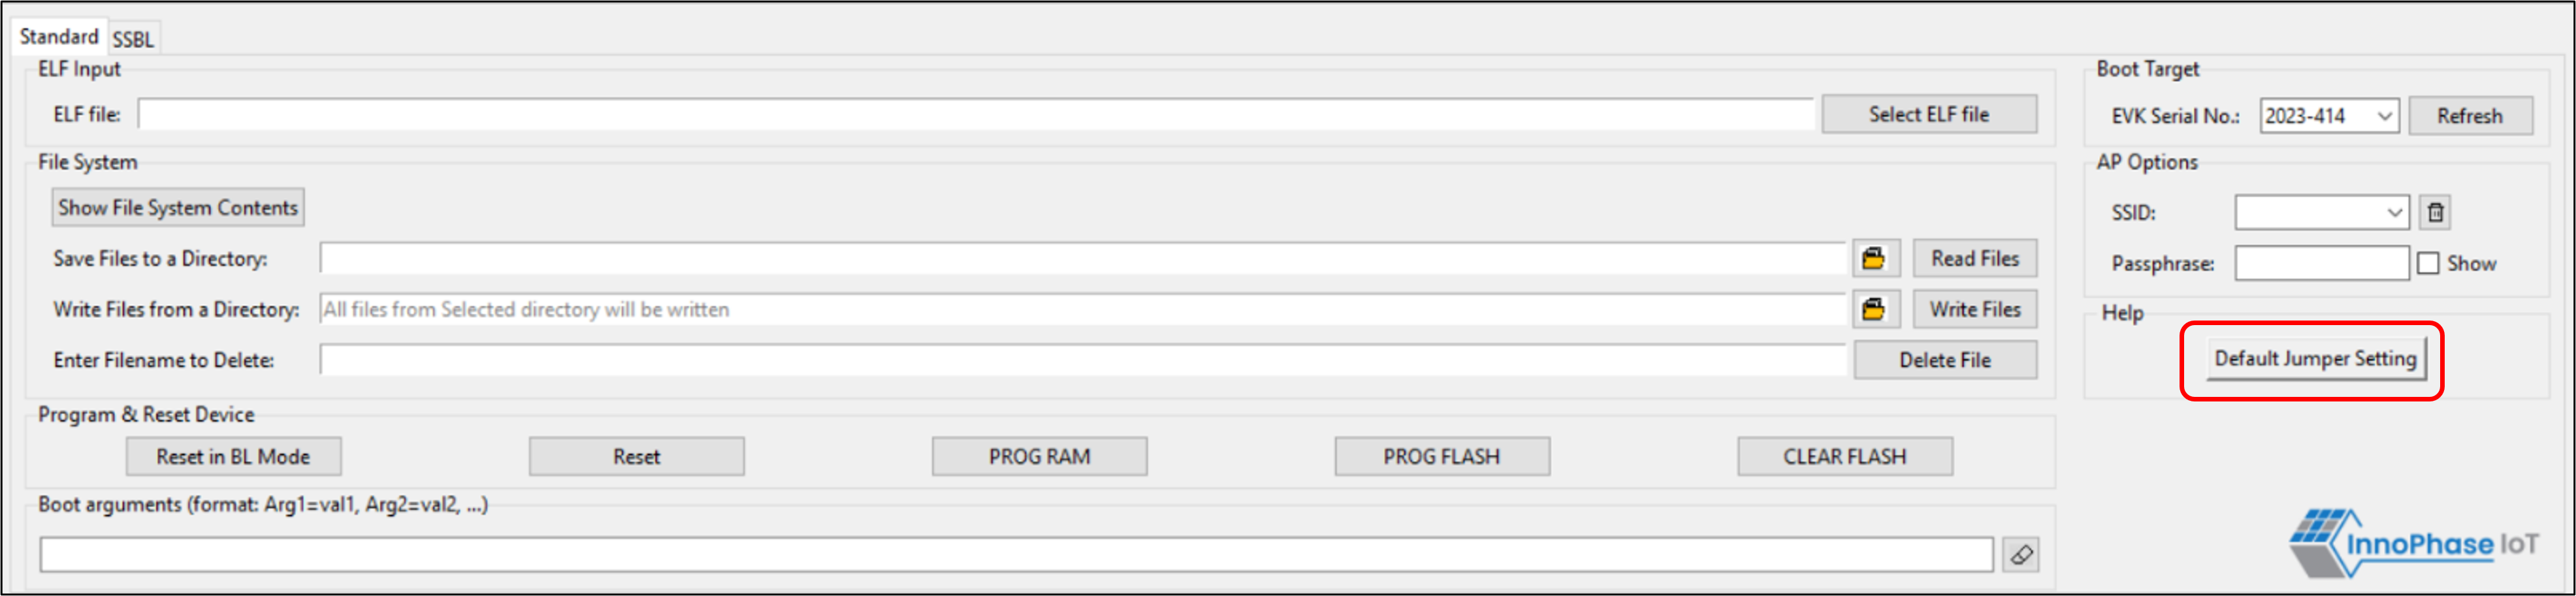 Standard
SSBL
ELF Input
ELF file:
Select ELF file
File System
Show File System Contents
Save Files to a Directory:
Read Files
Write Files from a Directory:
All files from Selected directory will be written
Write Files
Enter Filename to Delete:
Delete File
Program & Reset Device
Reset in BL Mode
Reset
PROG RAM
PROG FLASH
CLEAR FLASH
Boot arguments (format: Arg1=val1, Arg2=val2, ...)
Boot Target
EVK Serial No.:
2023-414
Refresh
AP Options
SSID:
Passphrase:
Show
Help
Default Jumper Setting
InnoPhase IoT